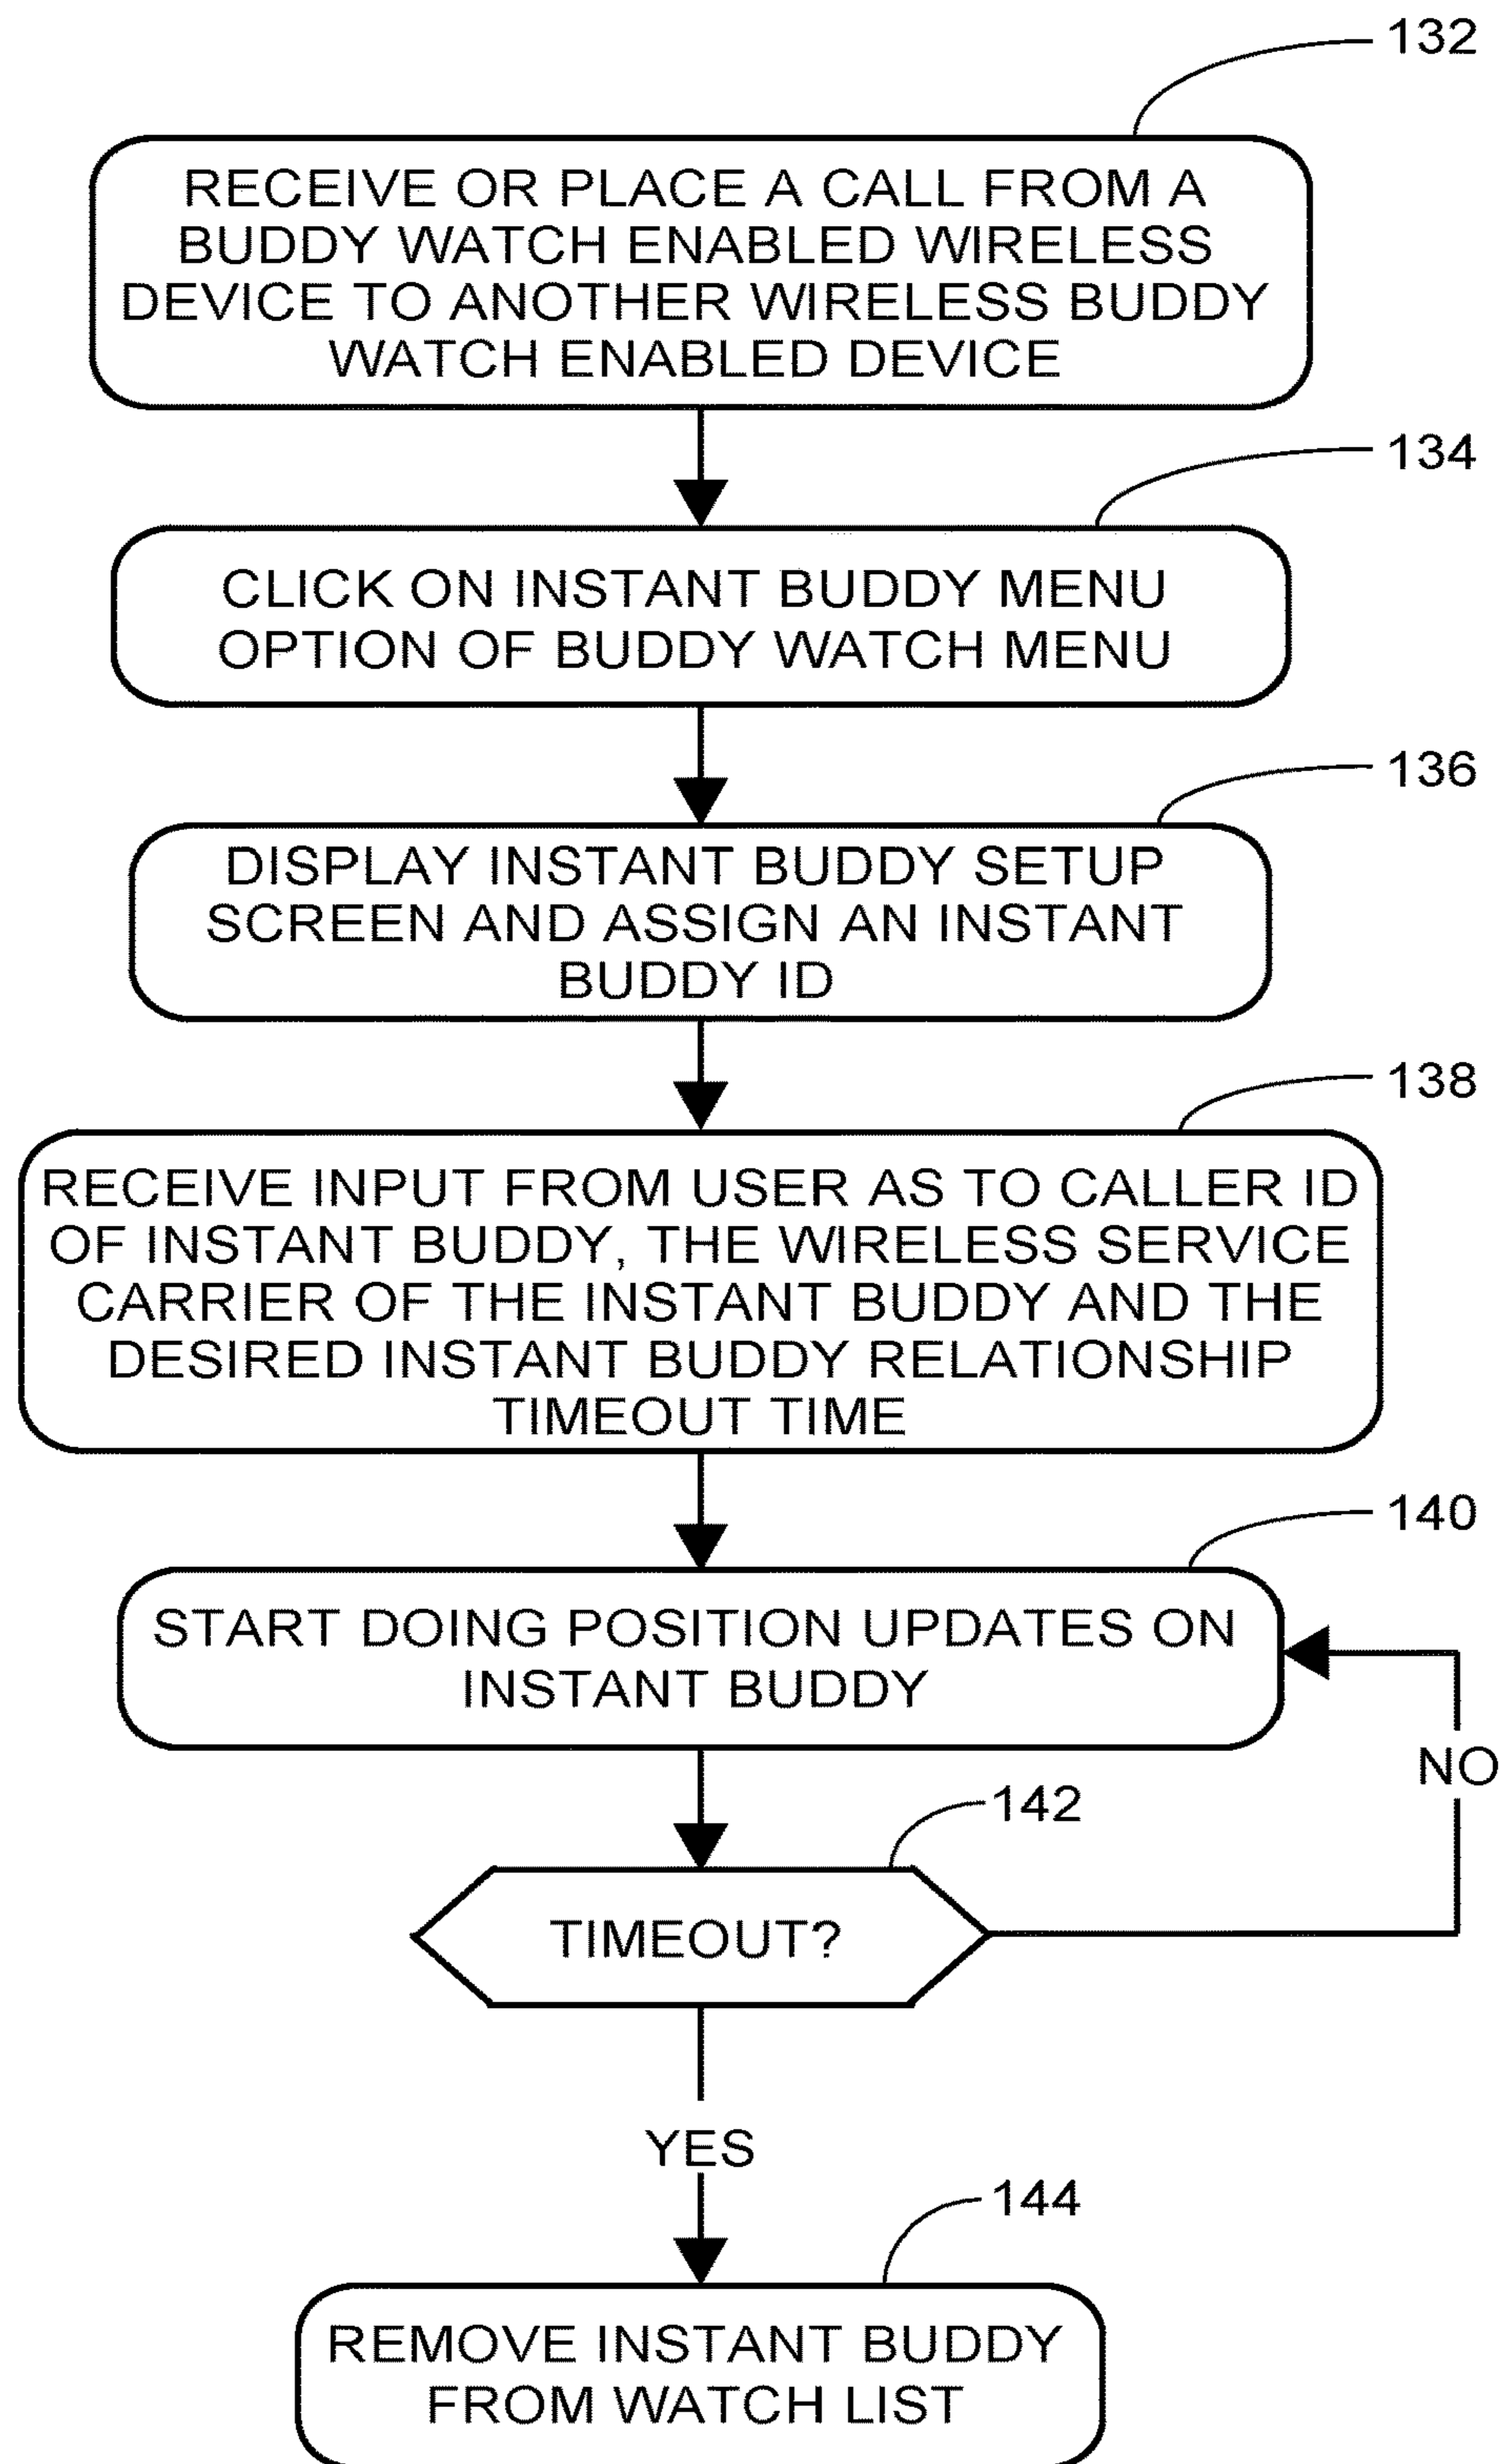 132
RECEIVE OR PLACE A CALL FROM A
BUDDY WATCH ENABLED WIRELESS
DEVICE TO ANOTHER WIRELESS BUDDY
WATCH ENABLED DEVICE
134
CLICK ON INSTANT BUDDY MENU
OPTION OF BUDDY WATCH MENU
136
DISPLAY INSTANT BUDDY SETUP
SCREEN AND ASSIGN AN INSTANT
BUDDY ID
138
RECEIVE INPUT FROM USER AS TO CALLER ID
OF INSTANT BUDDY, THE WIRELESS SERVICE
CARRIER OF THE INSTANT BUDDY AND THE
DESIRED INSTANT BUDDY RELATIONSHIP
TIMEOUT TIME
140
START DOING POSITION UPDATES ON
INSTANT BUDDY
NO
142
TIMEOUT?
YES
144
REMOVE INSTANT BUDDY
FROM WATCH LIST